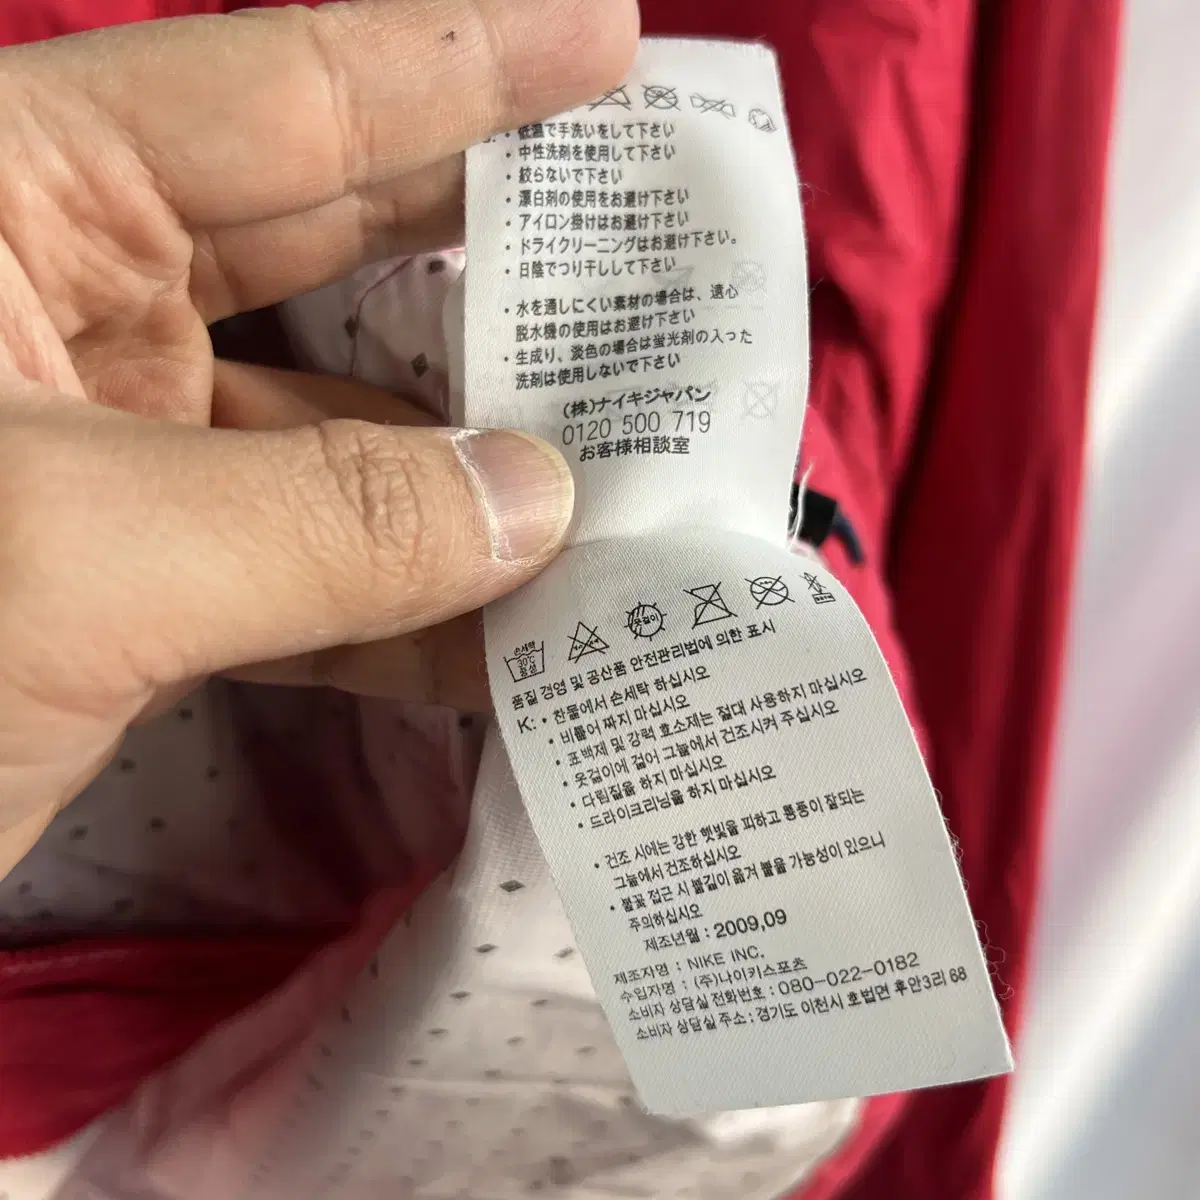 ・低温で手洗いをして下さい
・中性洗剤を使用して下さい
・絞らないで下さい
・漂白剤の使用をお避け下さい
・アイロン掛けはお避け下さい
・ドライクリーニングはお避け下さい。
・日陰でつり干しして下さい
・水を通しにくい素材の場合は、遠心
脱水機の使用はお避け下さい
・生成り、淡色の場合は蛍光剤の入った
洗剤は使用しないで下さい
(株)ナイキジャパン
0120 500 719
お客様相談室
손세탁
30℃
중성
옷걸이
품질 경영 및 공산품 안전관리법에 의한 표시
K: • 찬물에서 손세탁 하십시오
• 비틀어 짜지 마십시오
• 표백제 및 강력 효소제는 절대 사용하지 마십시오
• 옷걸이에 걸어 그늘에서 건조시켜 주십시오
• 다림질을 하지 마십시오
• 드라이크리닝을 하지 마십시오
• 건조 시에는 강한 햇빛을 피하고 통풍이 잘되는
그늘에서 건조하십시오
• 불꽃 접근 시 불길이 옮겨 붙을 가능성이 있으니
주의하십시오
제조년월 : 2009,09
제조자명 : NIKE INC.
수입자명 : (주)나이키스포츠
소비자 상담실 전화번호 : 080-022-0182
소비자 상담실 주소 : 경기도 이천시 호법면 후안3리 68